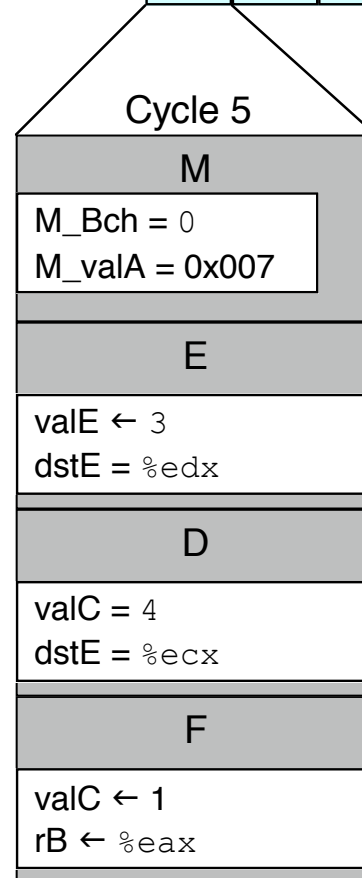 Cycle 5
M
M_Bch = 0
M_valA = 0x007
E
valE ← 3
dstE = %edx
D
valC = 4
dstE = %ecx
F
valC ← 1
rB ← %eax